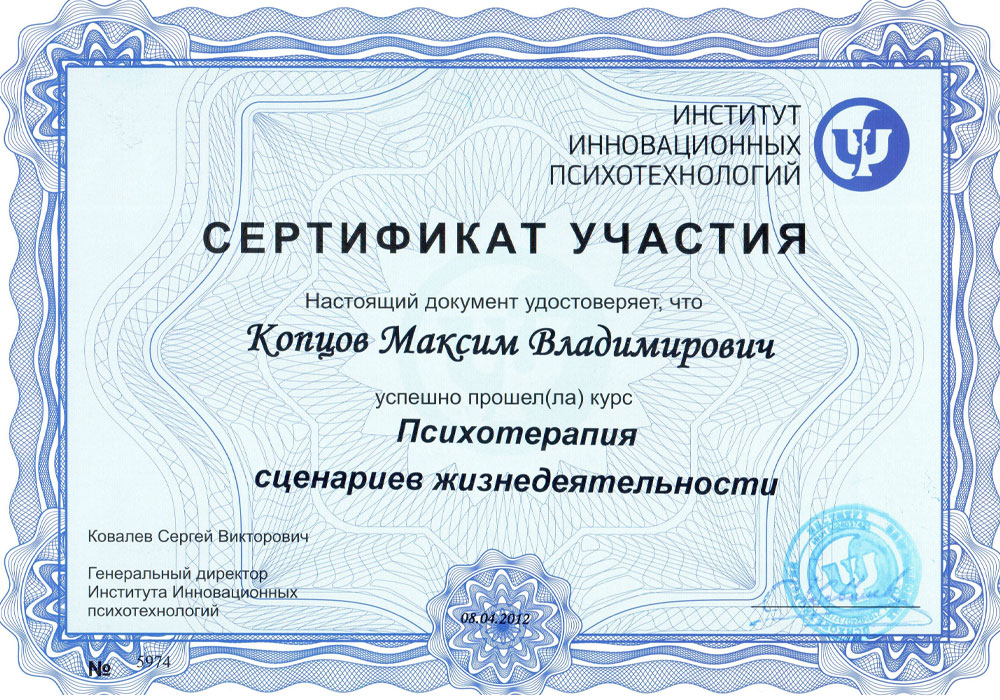 ИНСТИТУТ
ИННОВАЦИОННЫХ
ПСИХОТЕХНОЛОГИЙ
СЕРТИФИКАТ УЧАСТИЯ
Настоящий документ удостоверяет, что
Копцов Максим Владимирович
успешно прошел(ла) курс
Психотерапия
сценариев жизнедеятельности
Ковалев Сергей Викторович
Генеральный директор
Института Инновационных
психотехнологий
08.04.2012
№ 5974